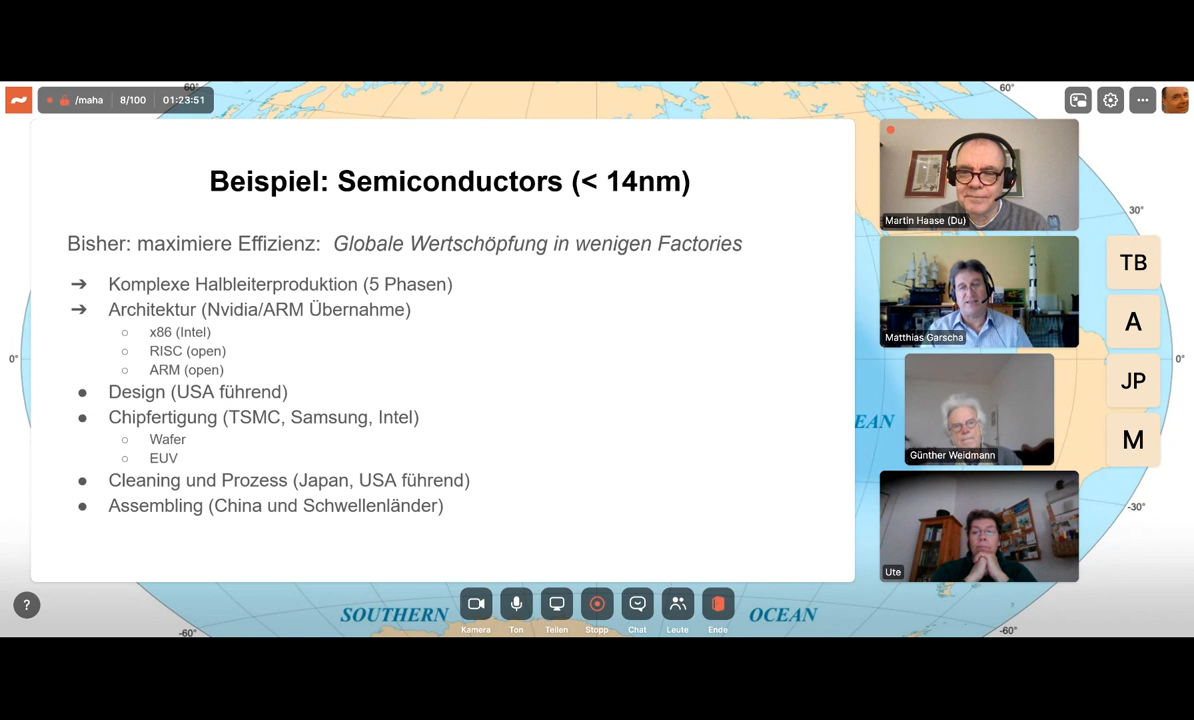 60°
60°
/maha
8/100
01:23:51
Beispiel: Semiconductors (< 14nm)
Bisher: maximiere Effizienz: Globale Wertschöpfung in wenigen Factories
➔ Komplexe Halbleiterproduktion (5 Phasen)
➔ Architektur (Nvidia/ARM Übernahme)
○ x86 (Intel)
○ RISC (open)
○ ARM (open)
● Design (USA führend)
● Chipfertigung (TSMC, Samsung, Intel)
○ Wafer
○ EUV
● Cleaning und Prozess (Japan, USA führend)
● Assembling (China und Schwellenländer)
Martin Haase (Du)
Matthias Garscha
Günther Weidmann
Ute
TB
A
JP
M
30°
0°
0°
EAN
-30°
?
SOUTHERN
OCEAN
-60°
-60°
Kamera
Ton
Teilen
Stopp
Chat
Leute
Ende